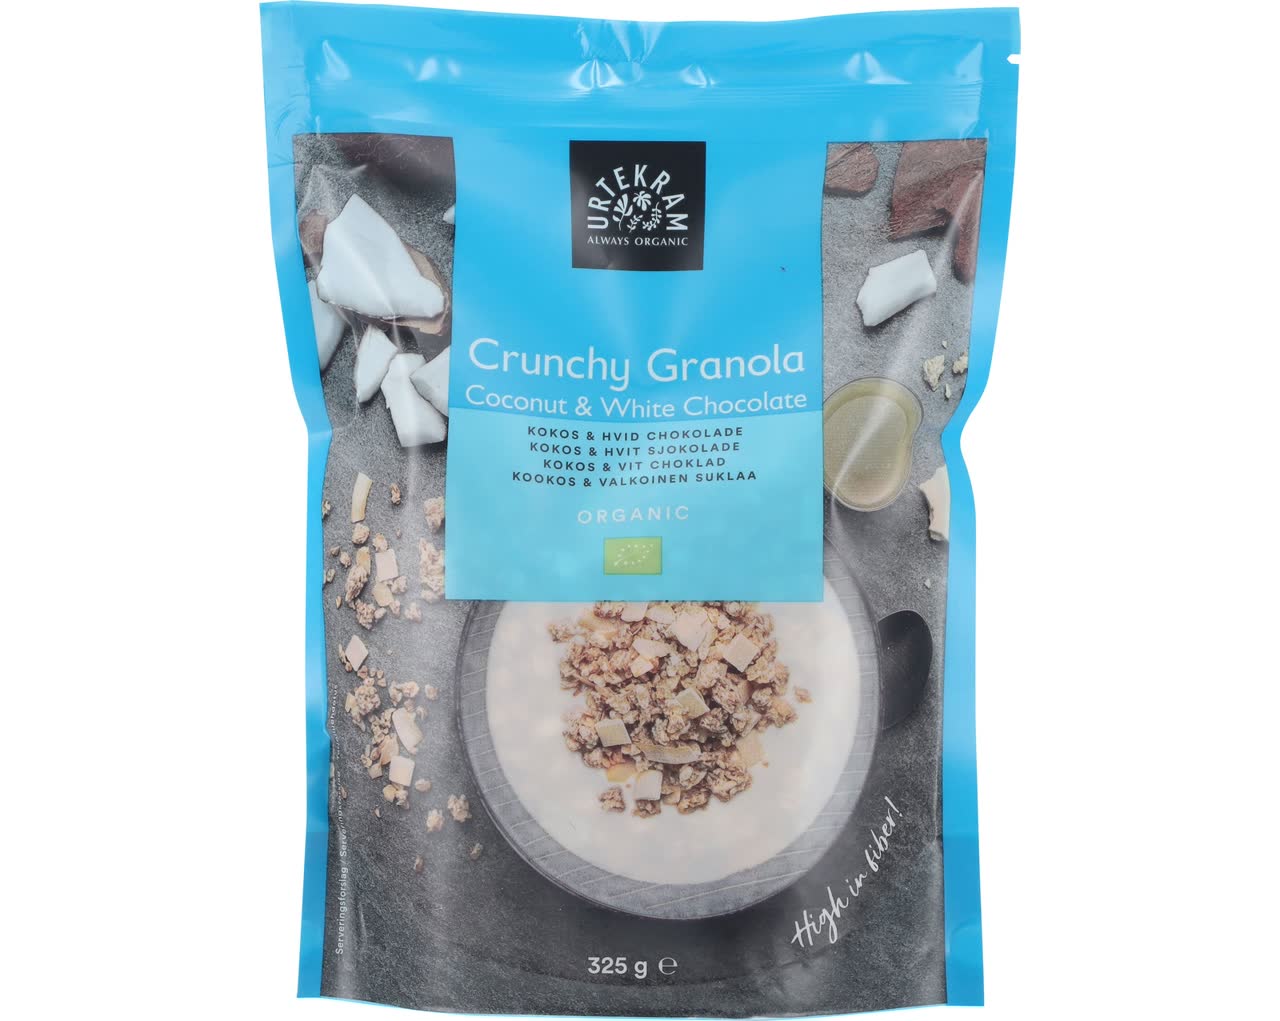 URTEKRAM
ALWAYS ORGANIC
Crunchy Granola
Coconut & White Chocolate
KOKOS & HVID CHOKOLADE
KOKOS & HVIT SJOKOLADE
KOKOS & VIT CHOKLAD
KOOKOS & VALKOINEN SUKLAA
ORGANIC
High in fiber!
325 g ℮
Serveringsforslag